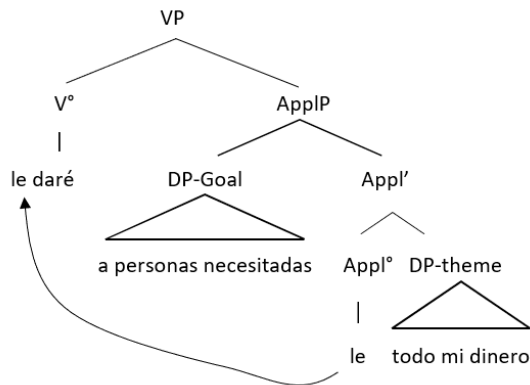 VP
V° ApplP
le daré DP-Goal Appl’
a personas necesitadas Appl° DP-theme
le todo mi dinero